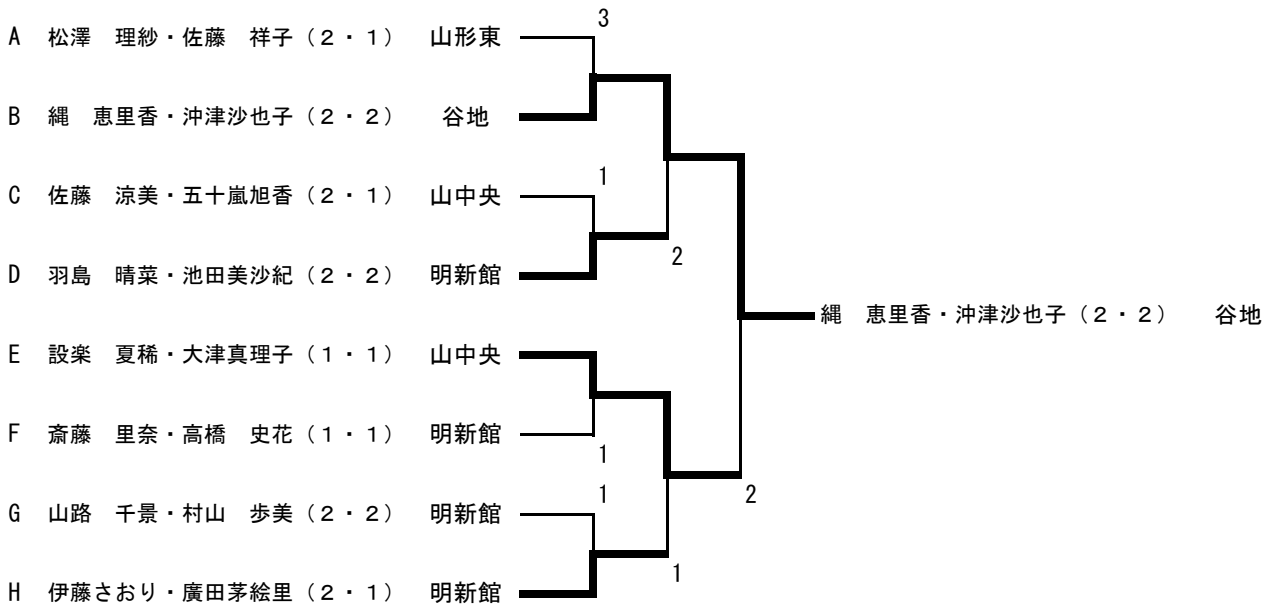 3
A 松澤　理紗・佐藤　祥子（２・１） 山形東
B 縄　恵里香・沖津沙也子（２・２） 谷地
1
C 佐藤　涼美・五十嵐旭香（２・１） 山中央
2
D 羽島　晴菜・池田美沙紀（２・２） 明新館
縄　恵里香・沖津沙也子（２・２） 谷地
E 設楽　夏稀・大津真理子（１・１） 山中央
F 斎藤　里奈・高橋　史花（１・１） 明新館
1
1
2
G 山路　千景・村山　歩美（２・２） 明新館
1
H 伊藤さおり・廣田茅絵里（２・１） 明新館